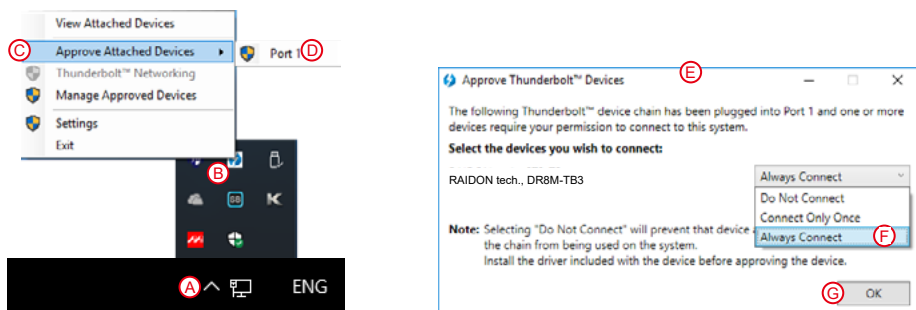 View Attached Devices
C Approve Attached Devices
Port 1 D
Thunderbolt™ Networking
Manage Approved Devices
Settings
Exit
B
SB
K
A ENG
Approve Thunderbolt™ Devices E
The following Thunderbolt™ device chain has been plugged into Port 1 and one or more
devices require your permission to connect to this system.
Select the devices you wish to connect:
RAIDON tech., DR8M-TB3
Always Connect
Do Not Connect
Connect Only Once
Always Connect F
Note: Selecting "Do Not Connect" will prevent that device
the chain from being used on the system.
Install the driver included with the device before approving the device.
G OK